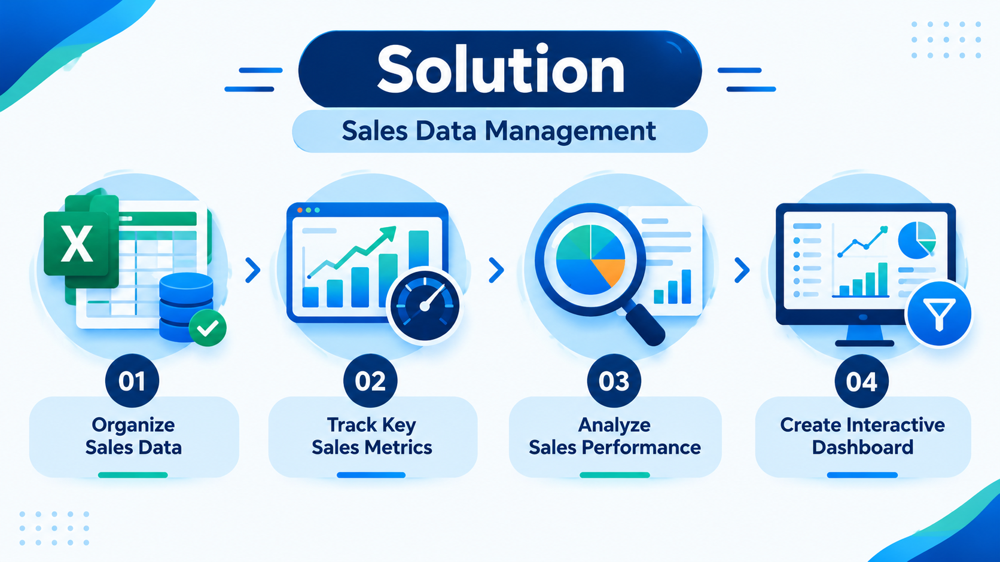 Solution
Sales Data Management
X
01
Organize
Sales Data
02
Track Key
Sales Metrics
03
Analyze
Sales Performance
04
Create Interactive
Dashboard